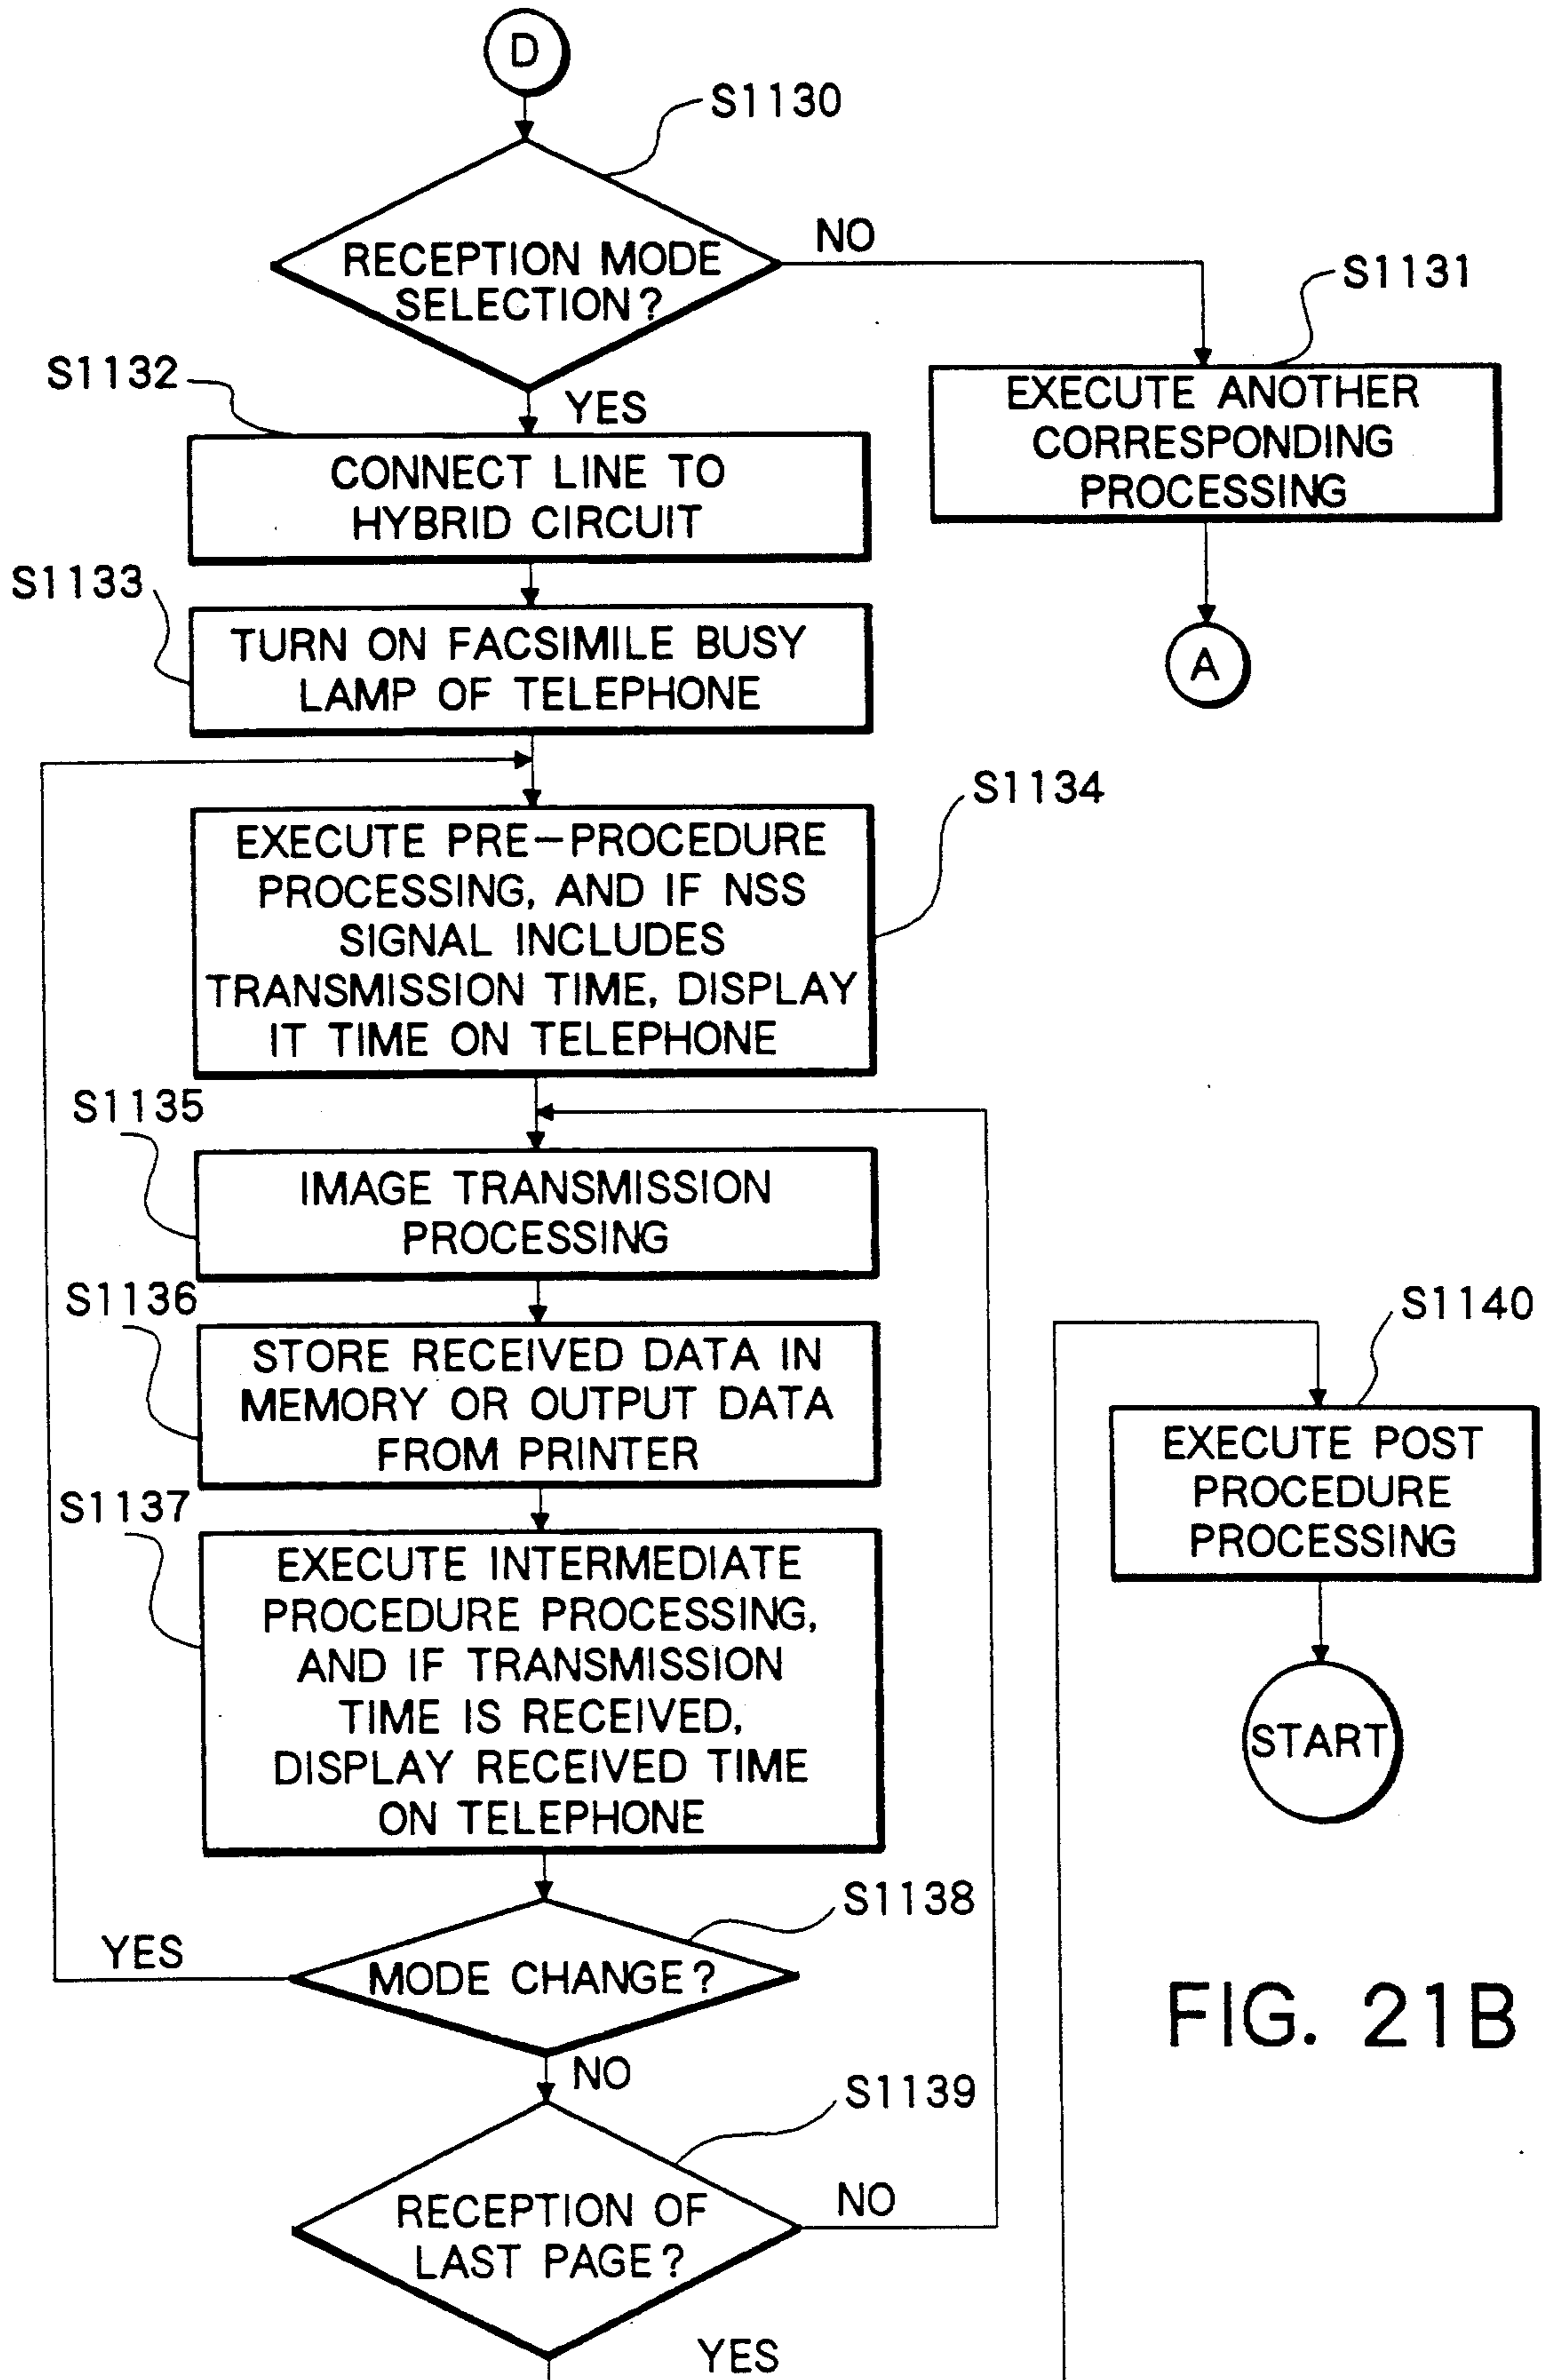 D
S1130
RECEPTION MODE
SELECTION?
NO
S1131
EXECUTE ANOTHER
CORRESPONDING
PROCESSING
A
YES
S1132
CONNECT LINE TO
HYBRID CIRCUIT
S1133
TURN ON FACSIMILE BUSY
LAMP OF TELEPHONE
S1134
EXECUTE PRE-PROCEDURE
PROCESSING, AND IF NSS
SIGNAL INCLUDES
TRANSMISSION TIME, DISPLAY
IT TIME ON TELEPHONE
S1135
IMAGE TRANSMISSION
PROCESSING
S1136
STORE RECEIVED DATA IN
MEMORY OR OUTPUT DATA
FROM PRINTER
S1137
EXECUTE INTERMEDIATE
PROCEDURE PROCESSING,
AND IF TRANSMISSION
TIME IS RECEIVED,
DISPLAY RECEIVED TIME
ON TELEPHONE
S1138
YES
MODE CHANGE?
NO
S1139
RECEPTION OF
LAST PAGE?
NO
YES
S1140
EXECUTE POST
PROCEDURE
PROCESSING
START
FIG. 21B